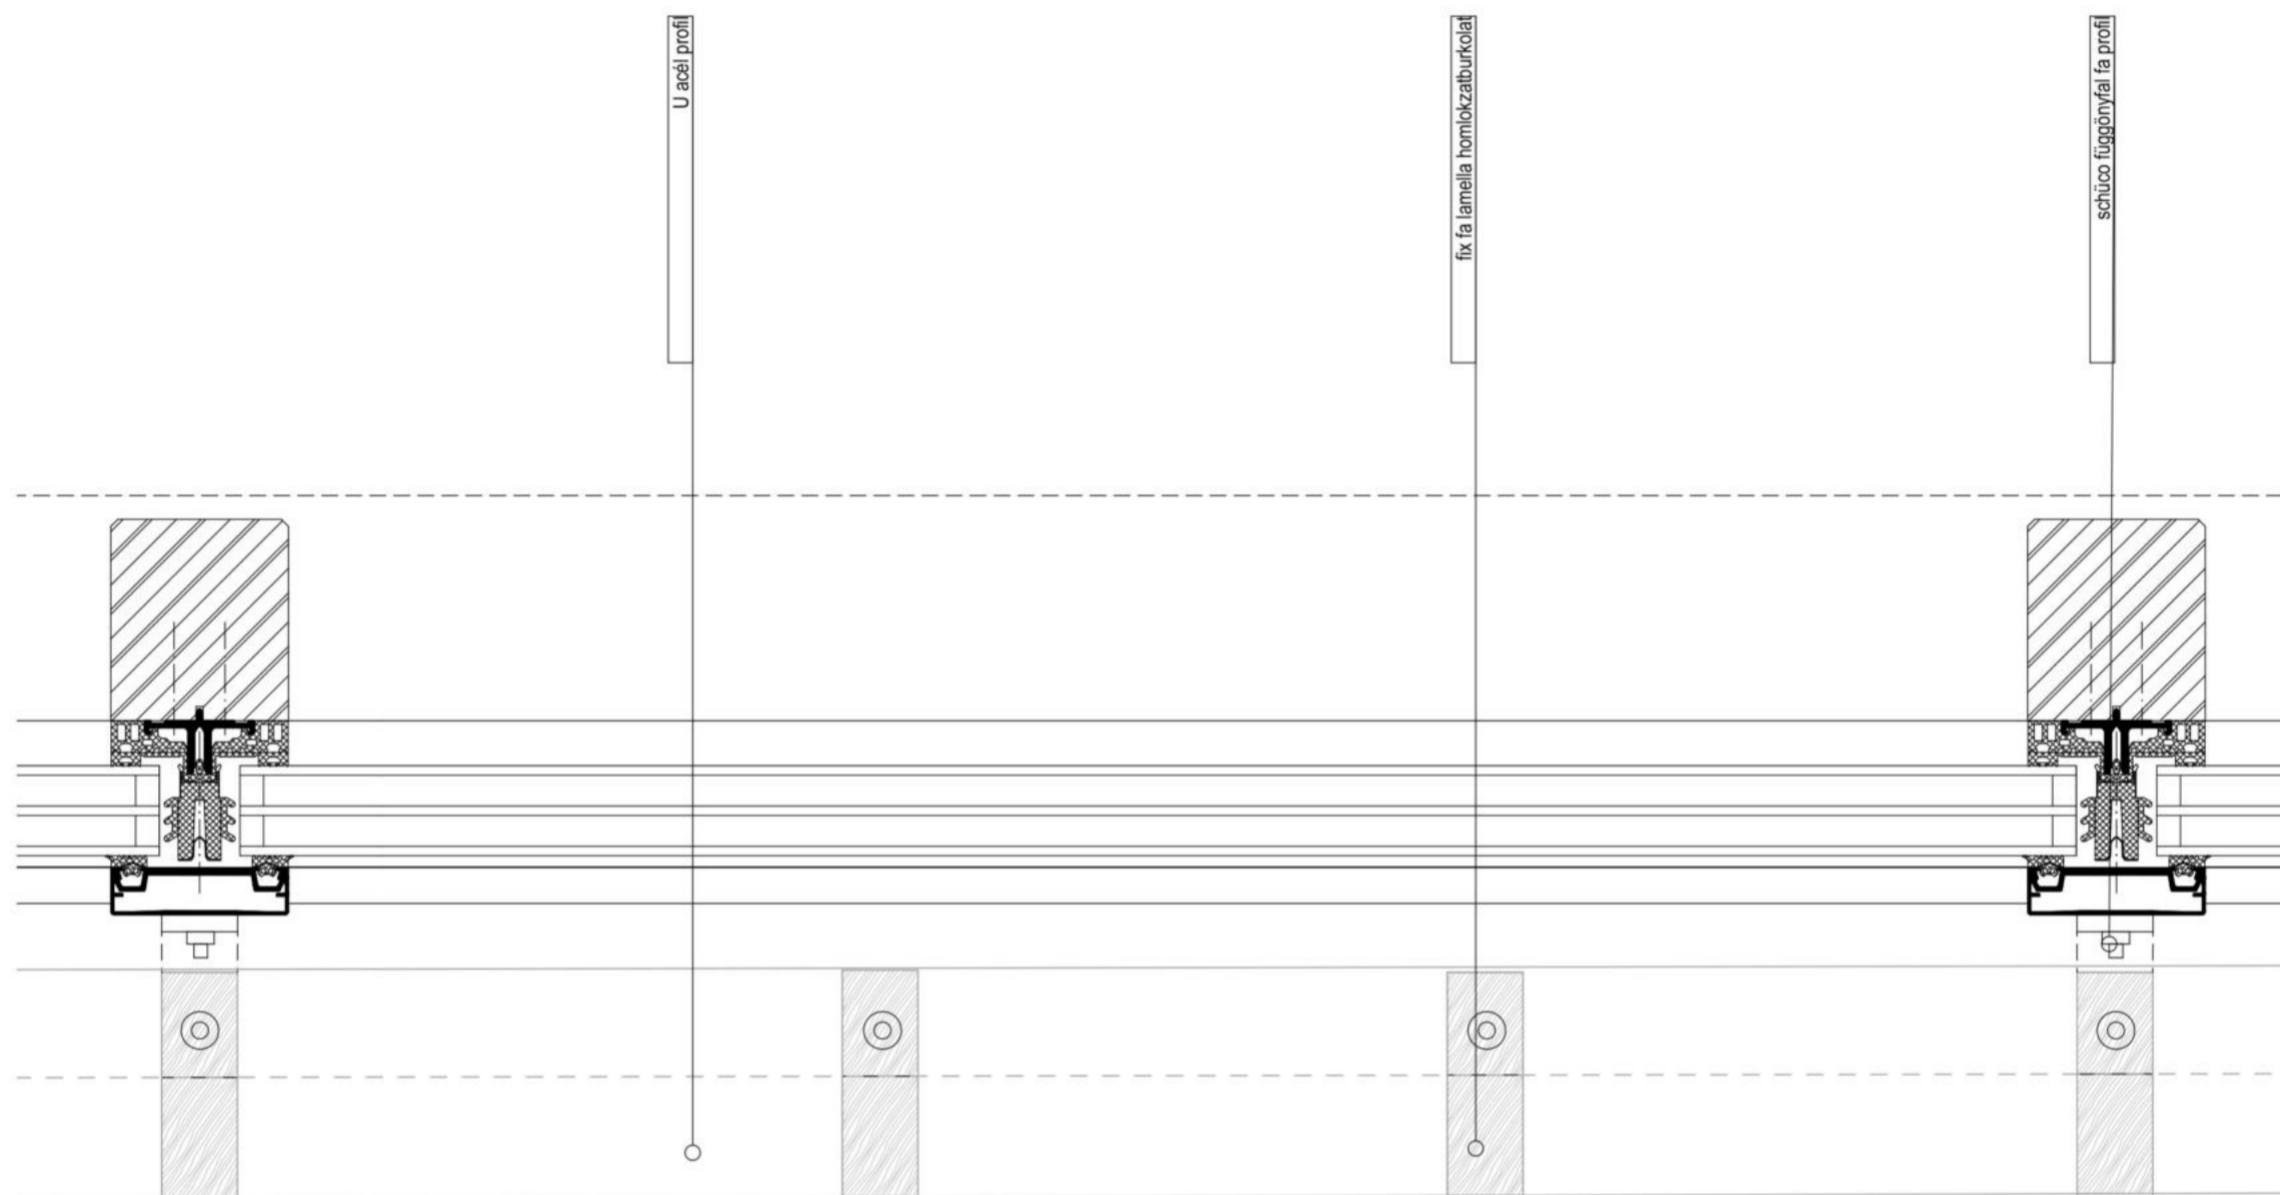 U acél profil
fix fa lamella homlokzatburkolat
schüco függönyfal fa profil